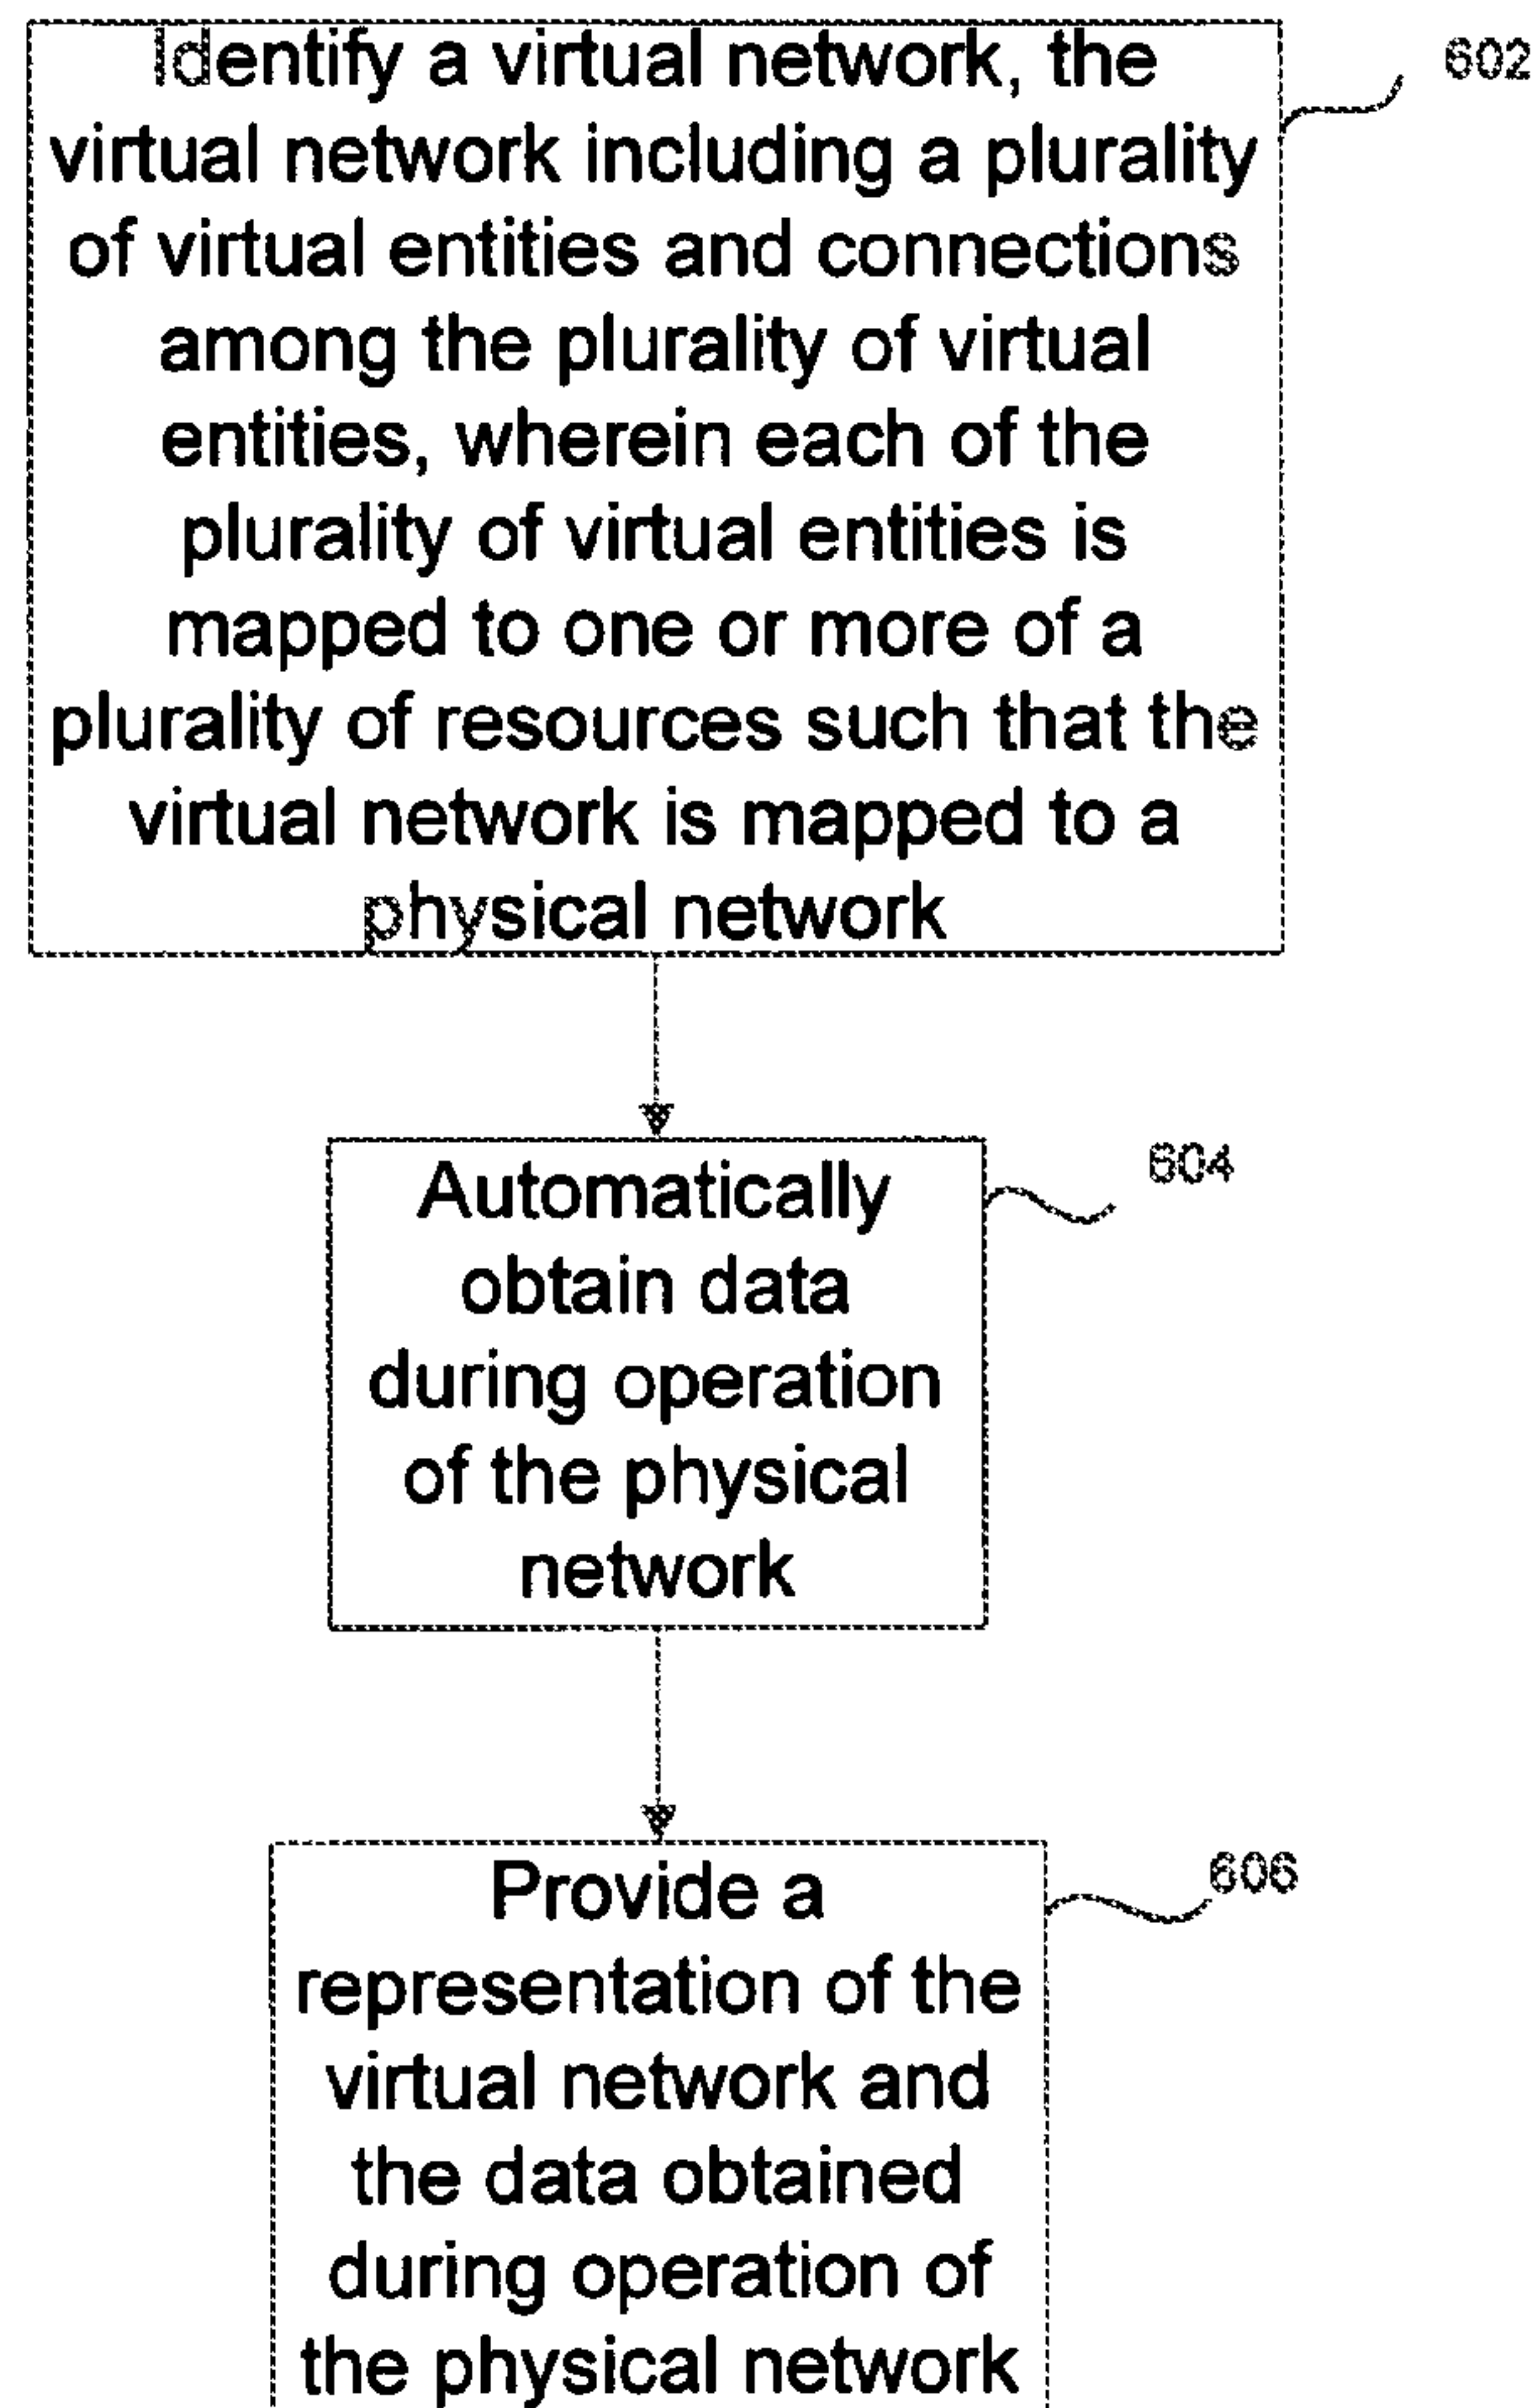 Identify a virtual network, the
virtual network including a plurality
of virtual entities and connections
among the plurality of virtual
entities, wherein each of the
plurality of virtual entities is
mapped to one or more of a
plurality of resources such that the
virtual network is mapped to a
physical network
602
Automatically
obtain data
during operation
of the physical
network
604
Provide a
representation of the
virtual network and
the data obtained
during operation of
the physical network
606